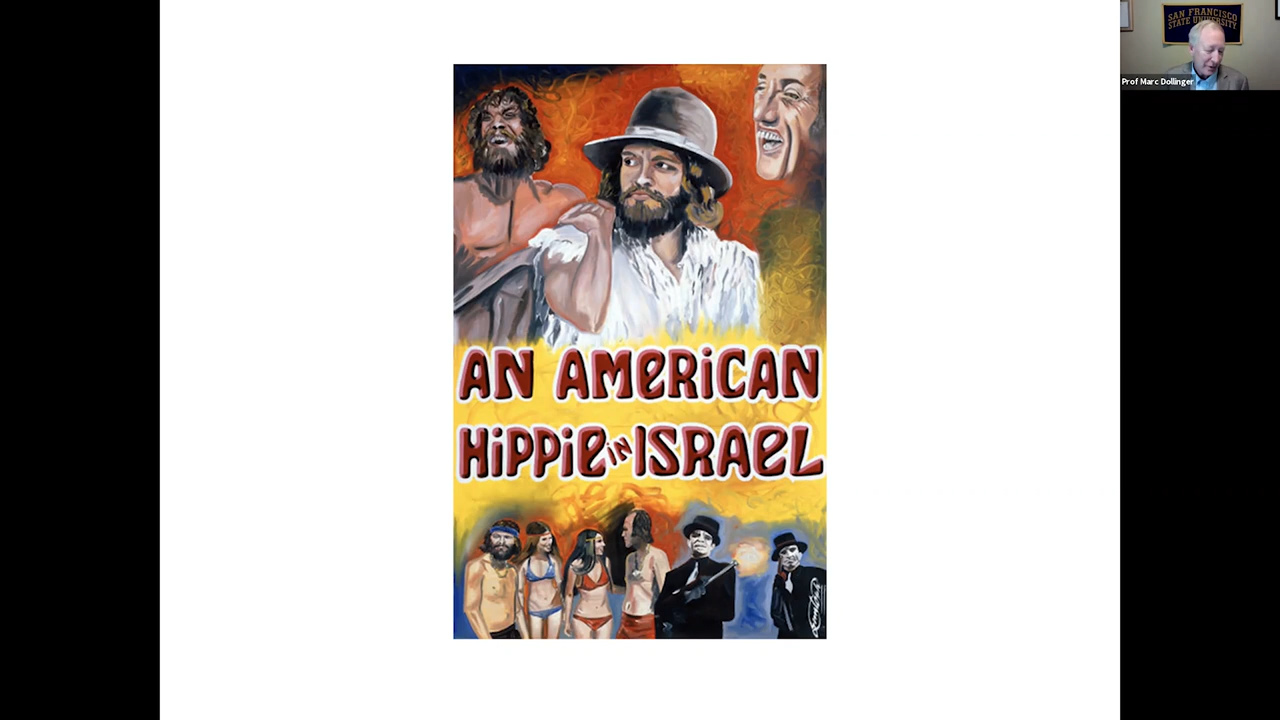 SAN FRANCISCO
STATE UNIVERSITY
Prof Marc Dollinger
AN AMERiCAN
HiPPiE iN ISRAEL